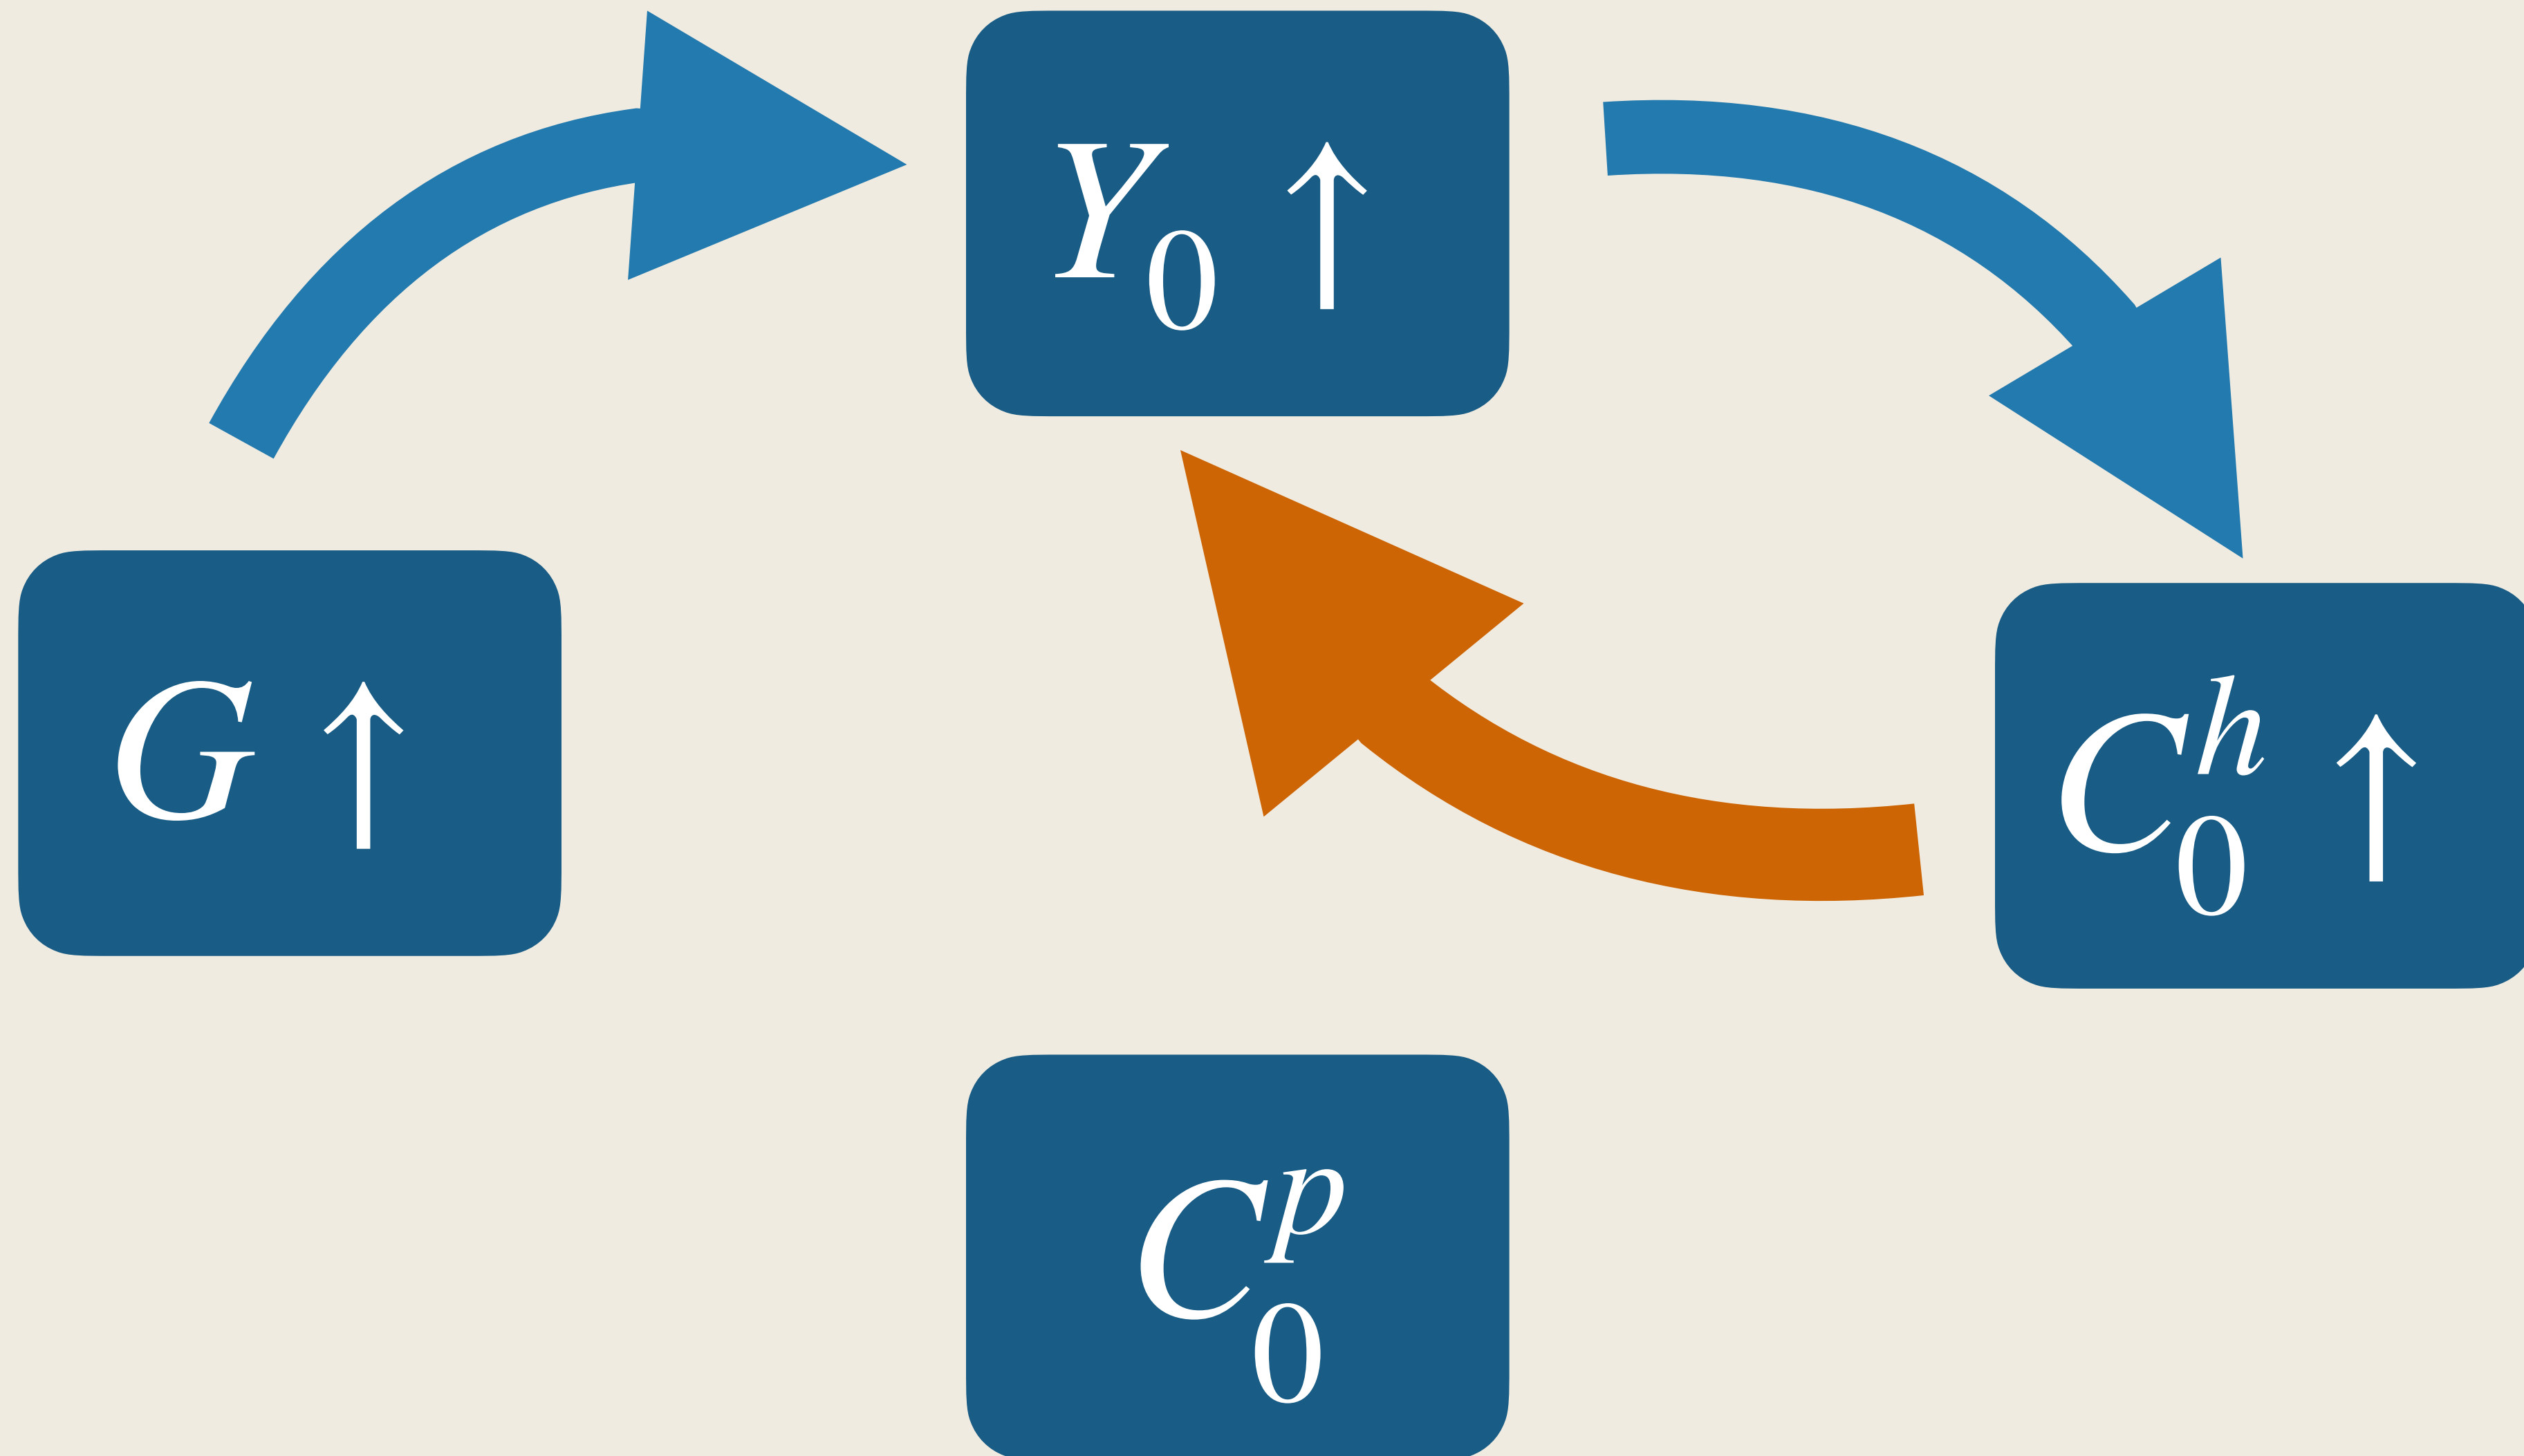 Y₀ ↑
G ↑
C₀ʰ ↑
C₀ᵖ